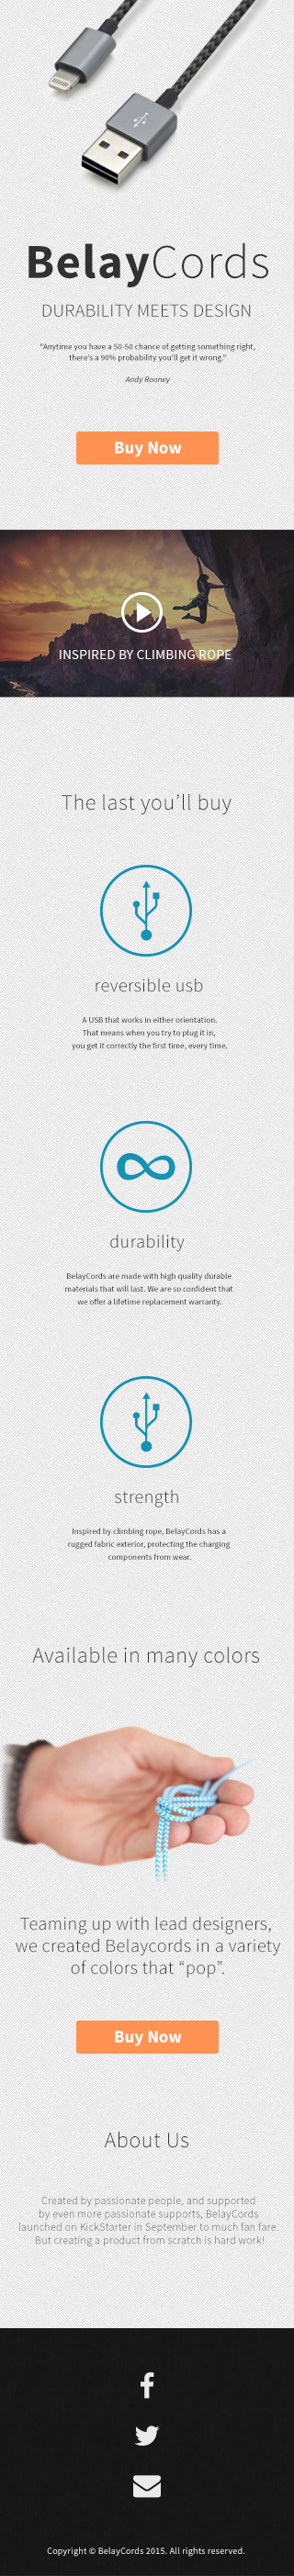 BelayCords
DURABILITY MEETS DESIGN
"Anytime you have a 50-50 chance of getting something right,
there's a 90% probability you'll get it wrong."
Andy Rooney
Buy Now
INSPIRED BY CLIMBING ROPE
The last you'll buy
reversible usb
A USB that works in either orientation.
That means when you try to plug it in,
you get it correctly the first time, every time.
durability
BelayCords are made with high quality durable
materials that will last. We are so confident that
we offer a lifetime replacement warranty.
strength
Inspired by climbing rope, BelayCords has a
rugged fabric exterior, protecting the charging
components from wear.
Available in many colors
Teaming up with lead designers,
we created Belaycords in a variety
of colors that “pop”.
Buy Now
About Us
Created by passionate people, and supported
by even more passionate supports, BelayCords
launched on KickStarter in September to much fan fare.
But creating a product from scratch is hard work!
Copyright © BelayCords 2015. All rights reserved.